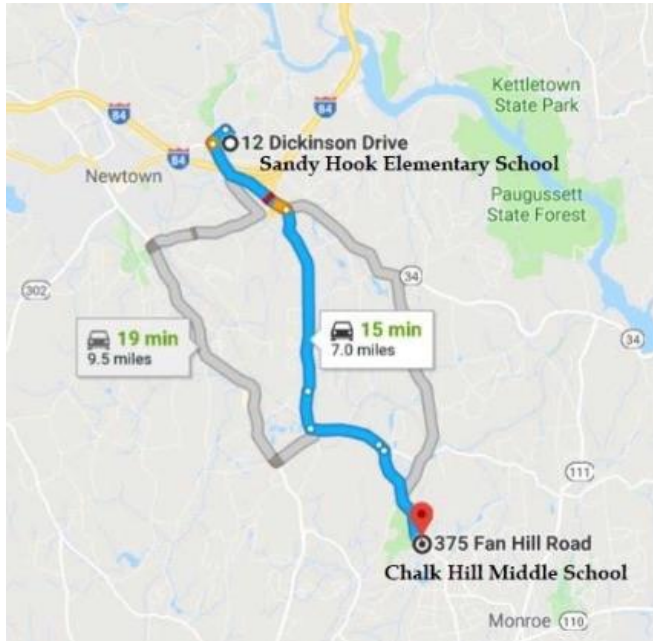 Kettletown
State Park
84
84
12 Dickinson Drive
Sandy Hook Elementary School
Newtown
Paugussett
State Forest
34
302
19 min
9.5 miles
15 min
7.0 miles
34
111
375 Fan Hill Road
Chalk Hill Middle School
Monroe
110